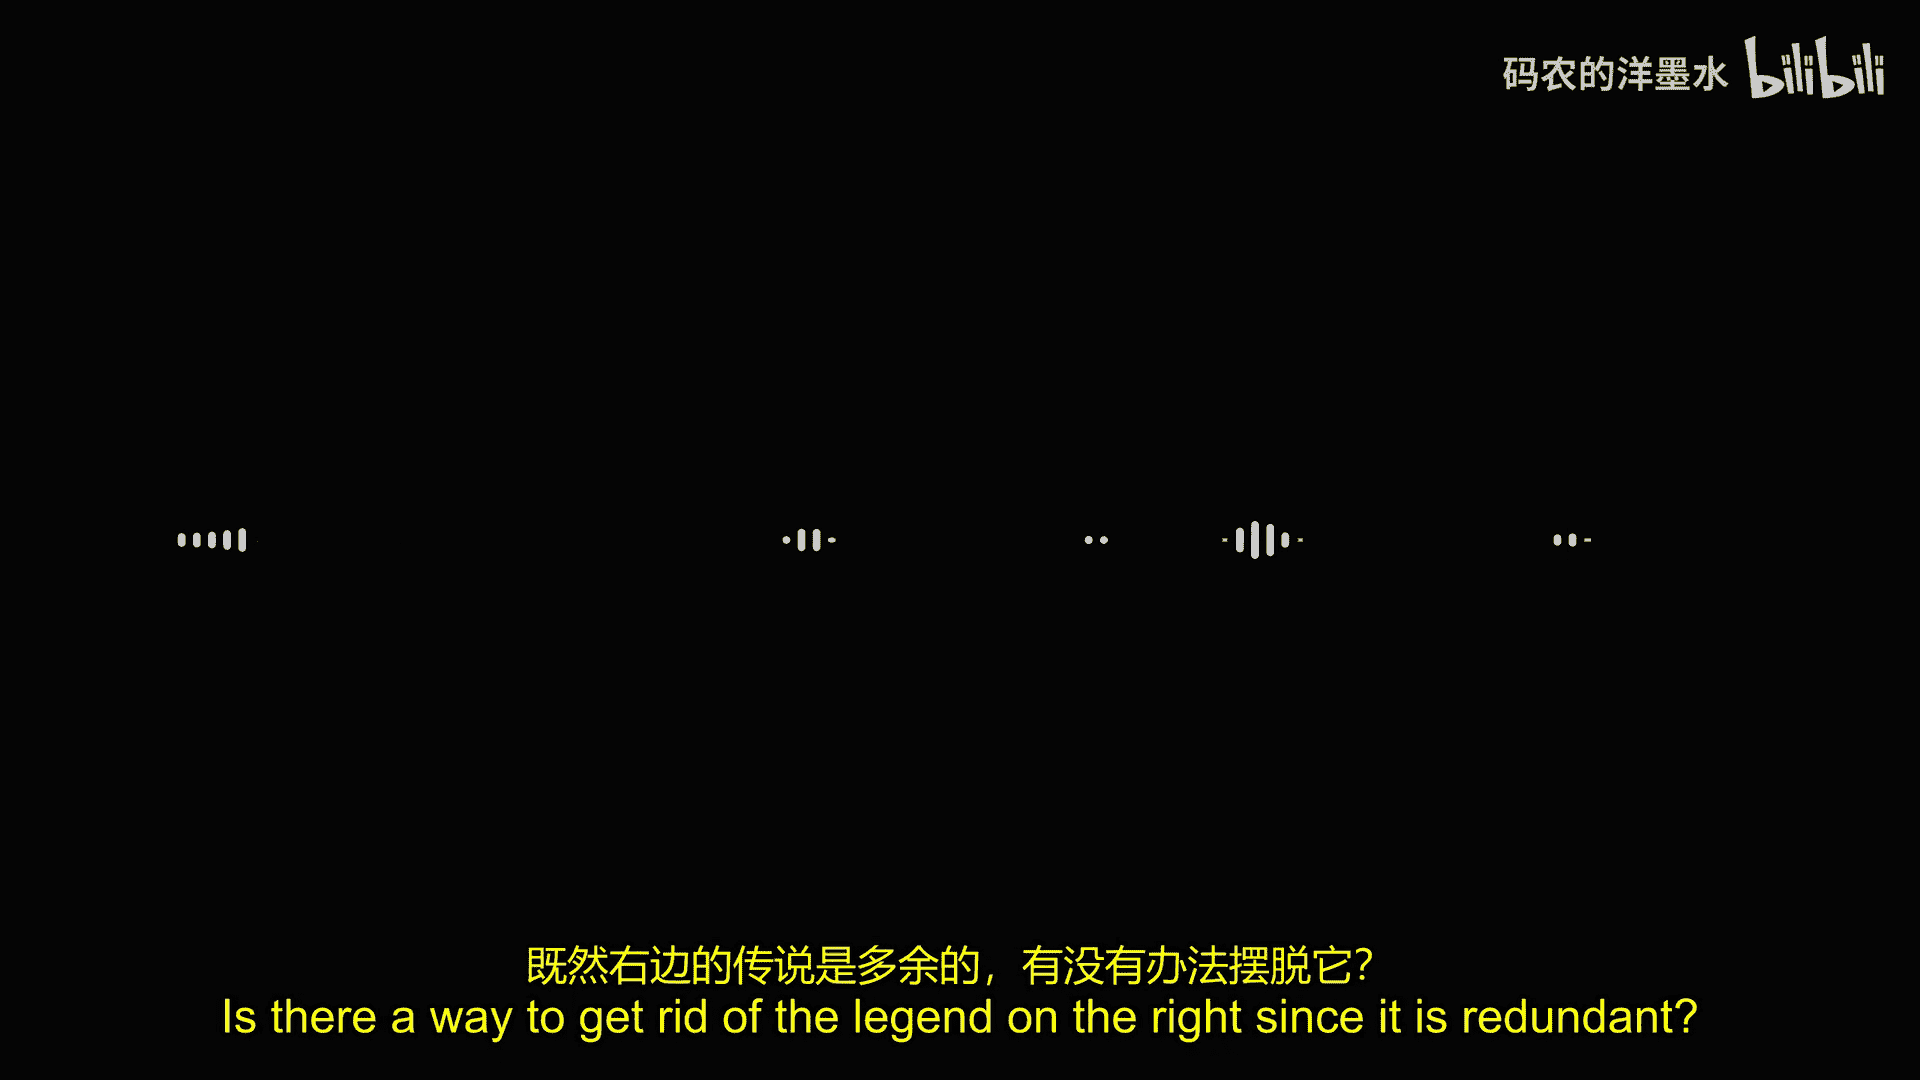 码农的洋墨水 bilibili
既然右边的传说是多余的，有没有办法摆脱它？
Is there a way to get rid of the legend on the right since it is redundant?